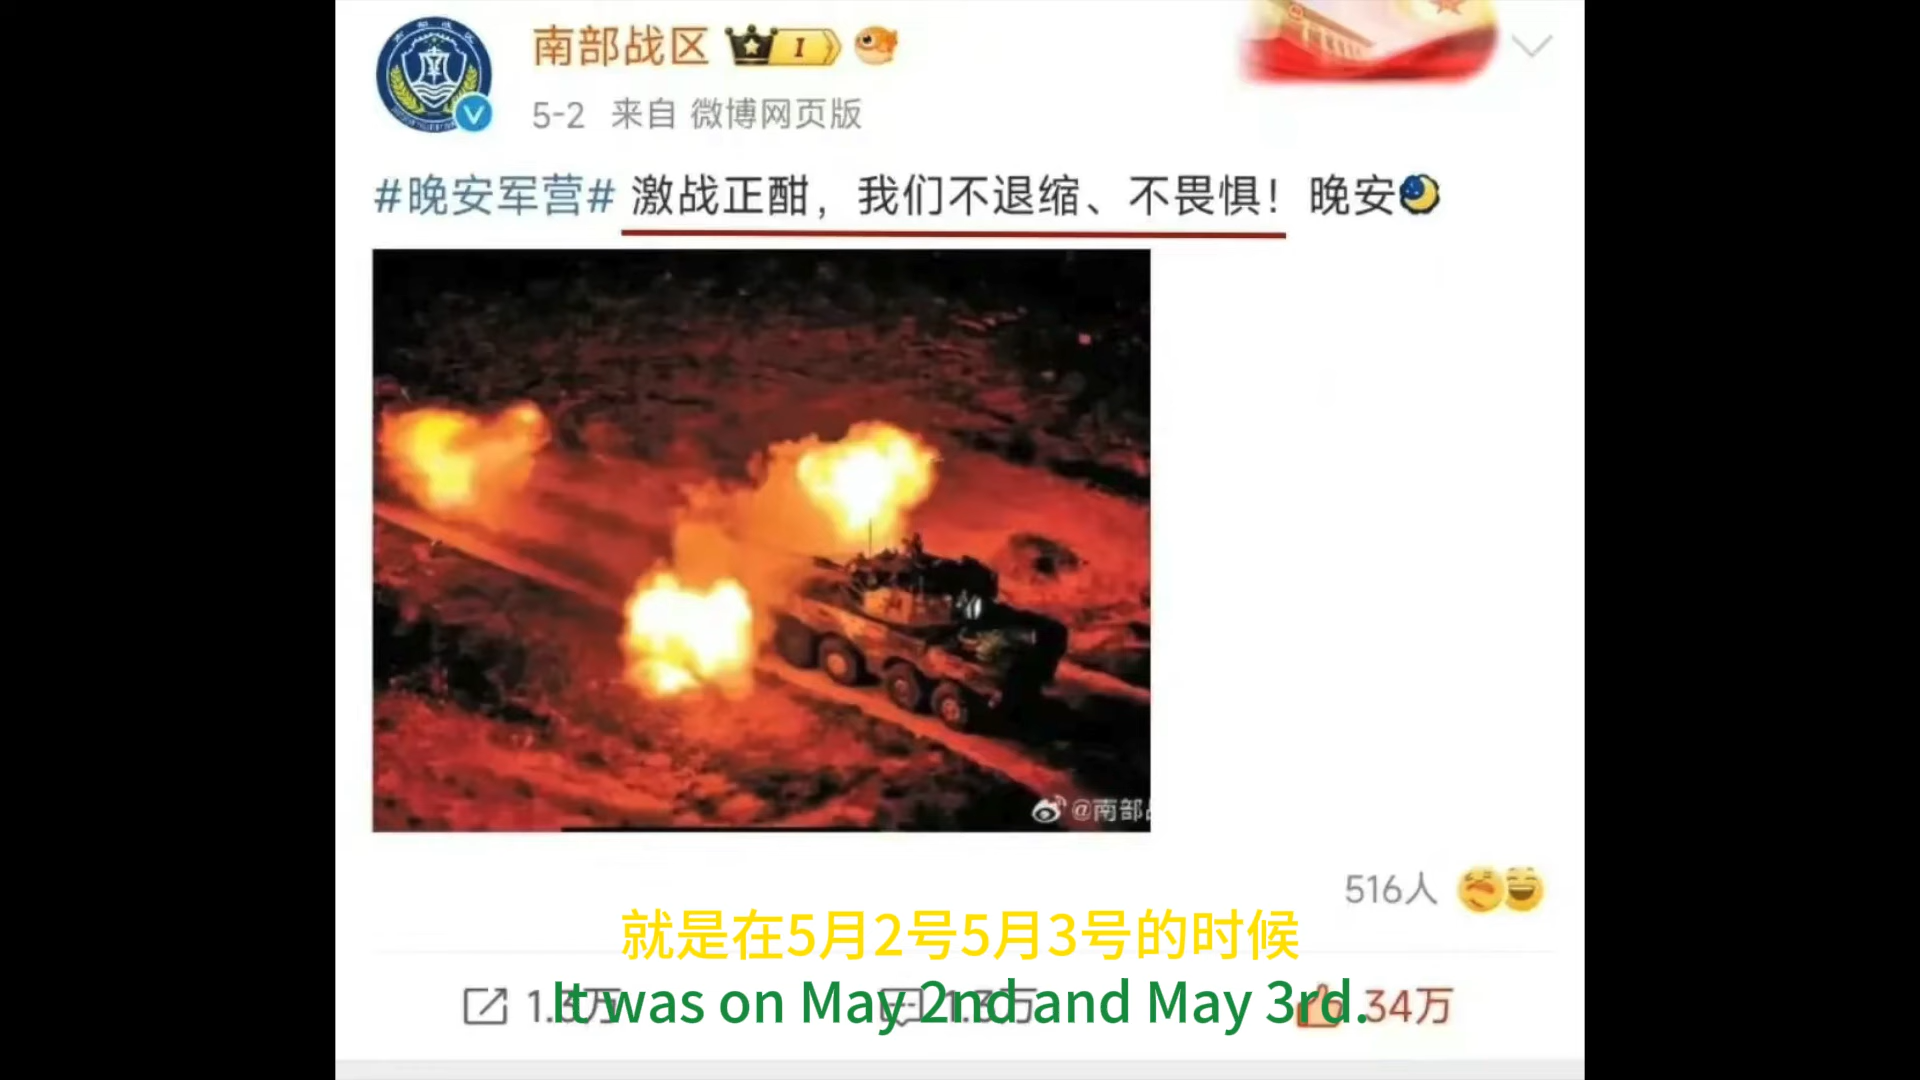 南部战区 I
5-2 来自 微博网页版
#晚安军营# 激战正酣，我们不退缩、不畏惧！晚安
@南部
516人
就是在5月2号5月3号的时候
It was on May 2nd and May 3rd.
34万